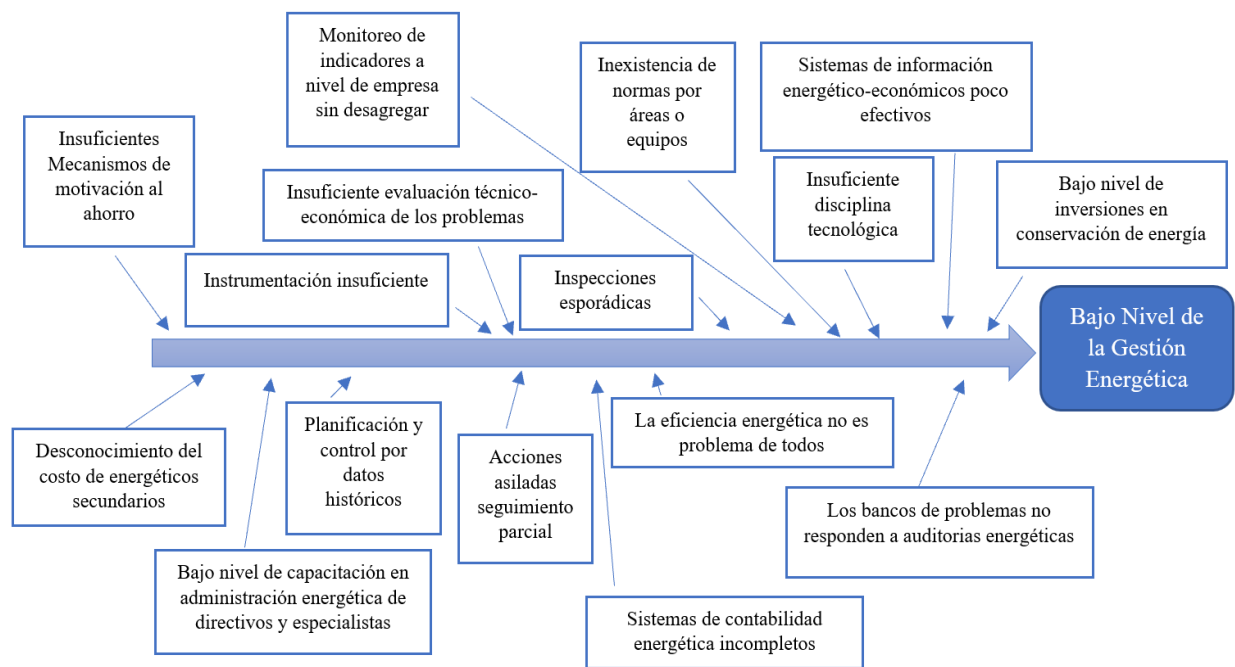 Monitoreo de
indicadores a
nivel de empresa
sin desagregar
Inexistencia de
normas por
áreas o
equipos
Sistemas de información
energético-económicos poco
efectivos
Insuficientes
Mecanismos de
motivación al
ahorro
Insuficiente evaluación técnico-
económica de los problemas
Insuficiente
disciplina
tecnológica
Bajo nivel de
inversiones en
conservación de energía
Instrumentación insuficiente
Inspecciones
esporádicas
Bajo Nivel de
la Gestión
Energética
Desconocimiento del
costo de energéticos
secundarios
Planificación y
control por
datos
históricos
Acciones
asiladas
seguimiento
parcial
La eficiencia energética no es
problema de todos
Los bancos de problemas no
responden a auditorias energéticas
Bajo nivel de capacitación en
administración energética de
directivos y especialistas
Sistemas de contabilidad
energética incompletos